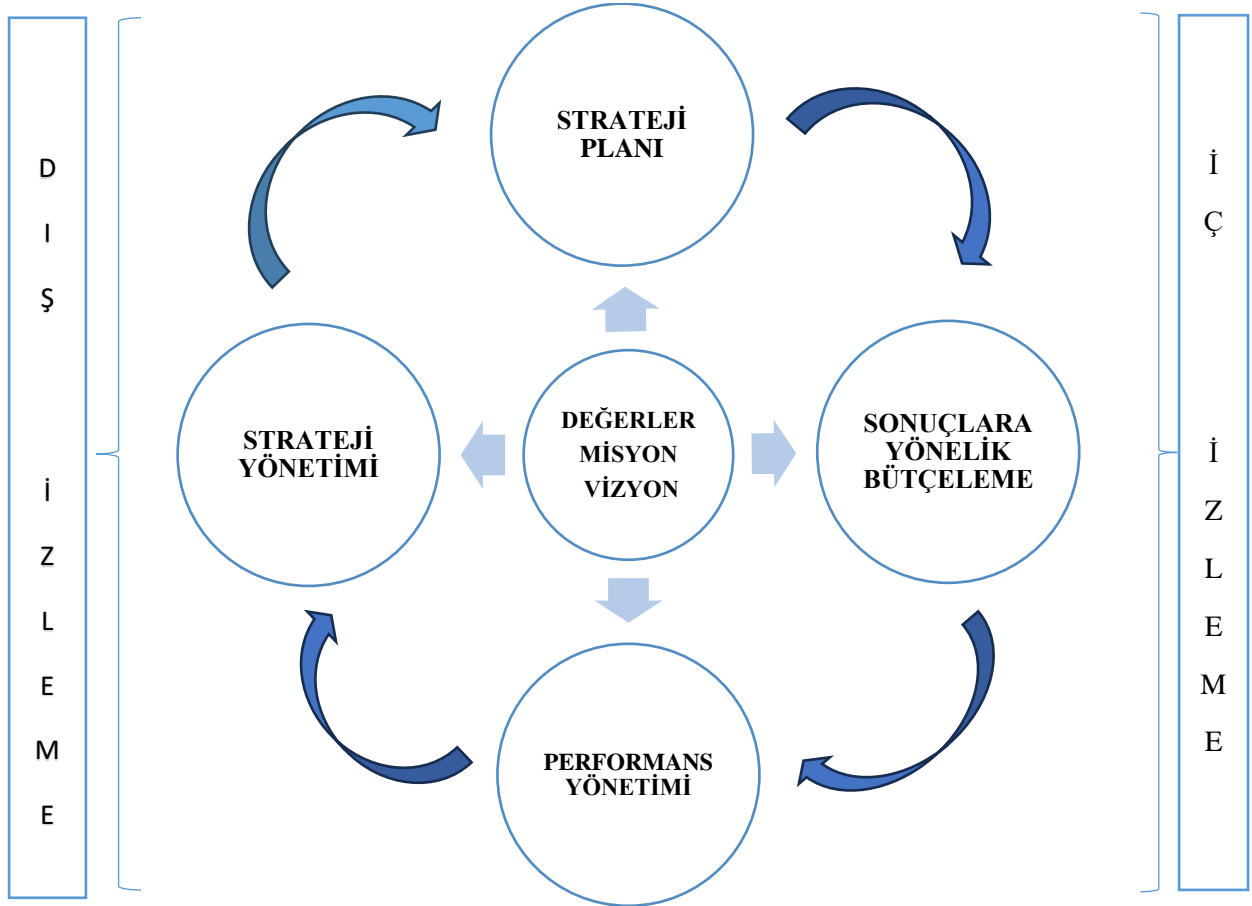 D
I
Ş
İ
Z
L
E
M
E
STRATEJİ
PLANI
STRATEJİ
YÖNETİMİ
DEĞERLER
MİSYON
VİZYON
SONUÇLARA
YÖNELİK
BÜTÇELEME
PERFORMANS
YÖNETİMİ
İ
Ç
İ
Z
L
E
M
E